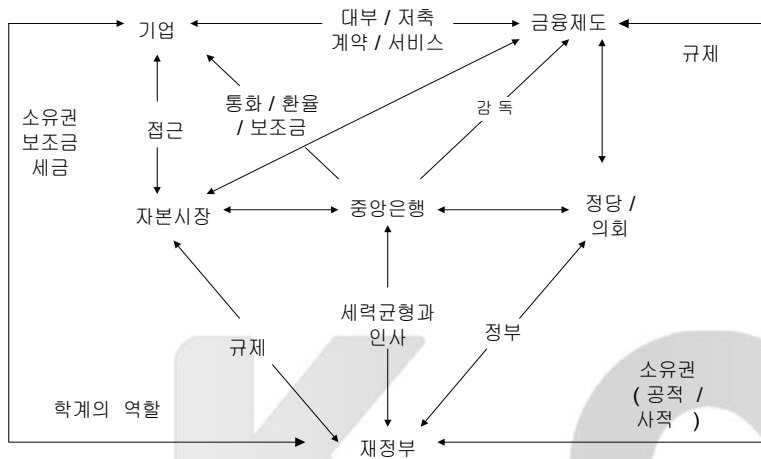 기업
대부 / 저축
계약 / 서비스
금융제도
규제
소유권
보조금
세금
접근
통화 / 환율
/ 보조금
감 독
자본시장
중앙은행
정당 /
의회
세력균형과
인사
규제
정부
소유권
( 공적 /
사적 )
학계의 역할
재정부